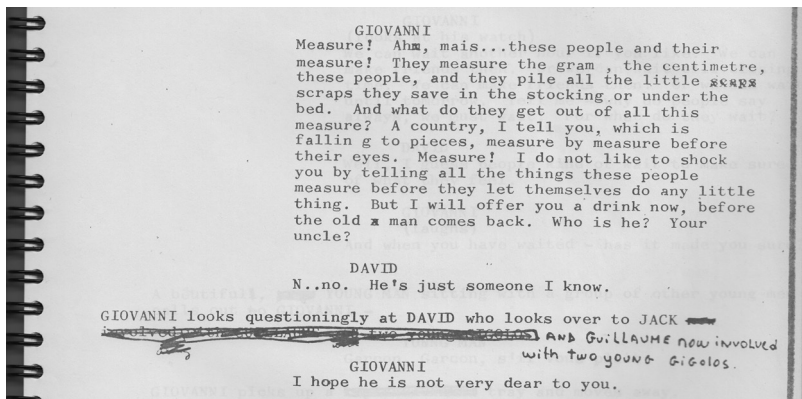 GIOVANNI
Measure! Ah, mais...these people and their
measure! They measure the gram , the centimetre,
these people, and they pile all the little
scraps they save in the stocking or under the
bed. And what do they get out of all this
measure? A country, I tell you, which is
fallin g to pieces, measure by measure before
their eyes. Measure! I do not like to shock
you by telling all the things these people
measure before they let themselves do any little
thing. But I will offer you a drink now, before
the old man comes back. Who is he? Your
uncle?
DAVID
N..no. He's just someone I know.
GIOVANNI looks questioningly at DAVID who looks over to JACK
AND GUILLAUME now involved
with two young GiGolos.
GIOVANNI
I hope he is not very dear to you.